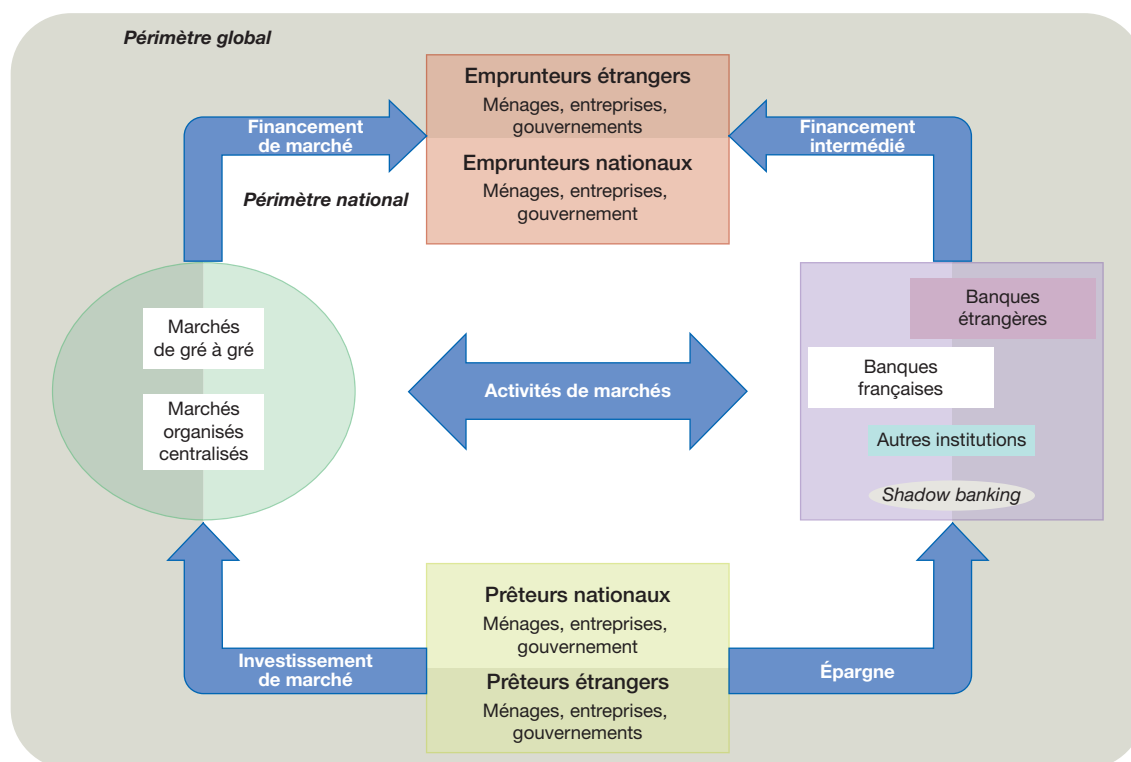 Périmètre global
Emprunteurs étrangers
Ménages, entreprises,
gouvernements
Emprunteurs nationaux
Ménages, entreprises,
gouvernement
Financement
de marché
Financement
intermédié
Périmètre national
Marchés
de gré à gré
Marchés
organisés
centralisés
Activités de marchés
Banques
étrangères
Banques
françaises
Autres institutions
Shadow banking
Prêteurs nationaux
Ménages, entreprises,
gouvernement
Prêteurs étrangers
Ménages, entreprises,
gouvernements
Investissement
de marché
Épargne